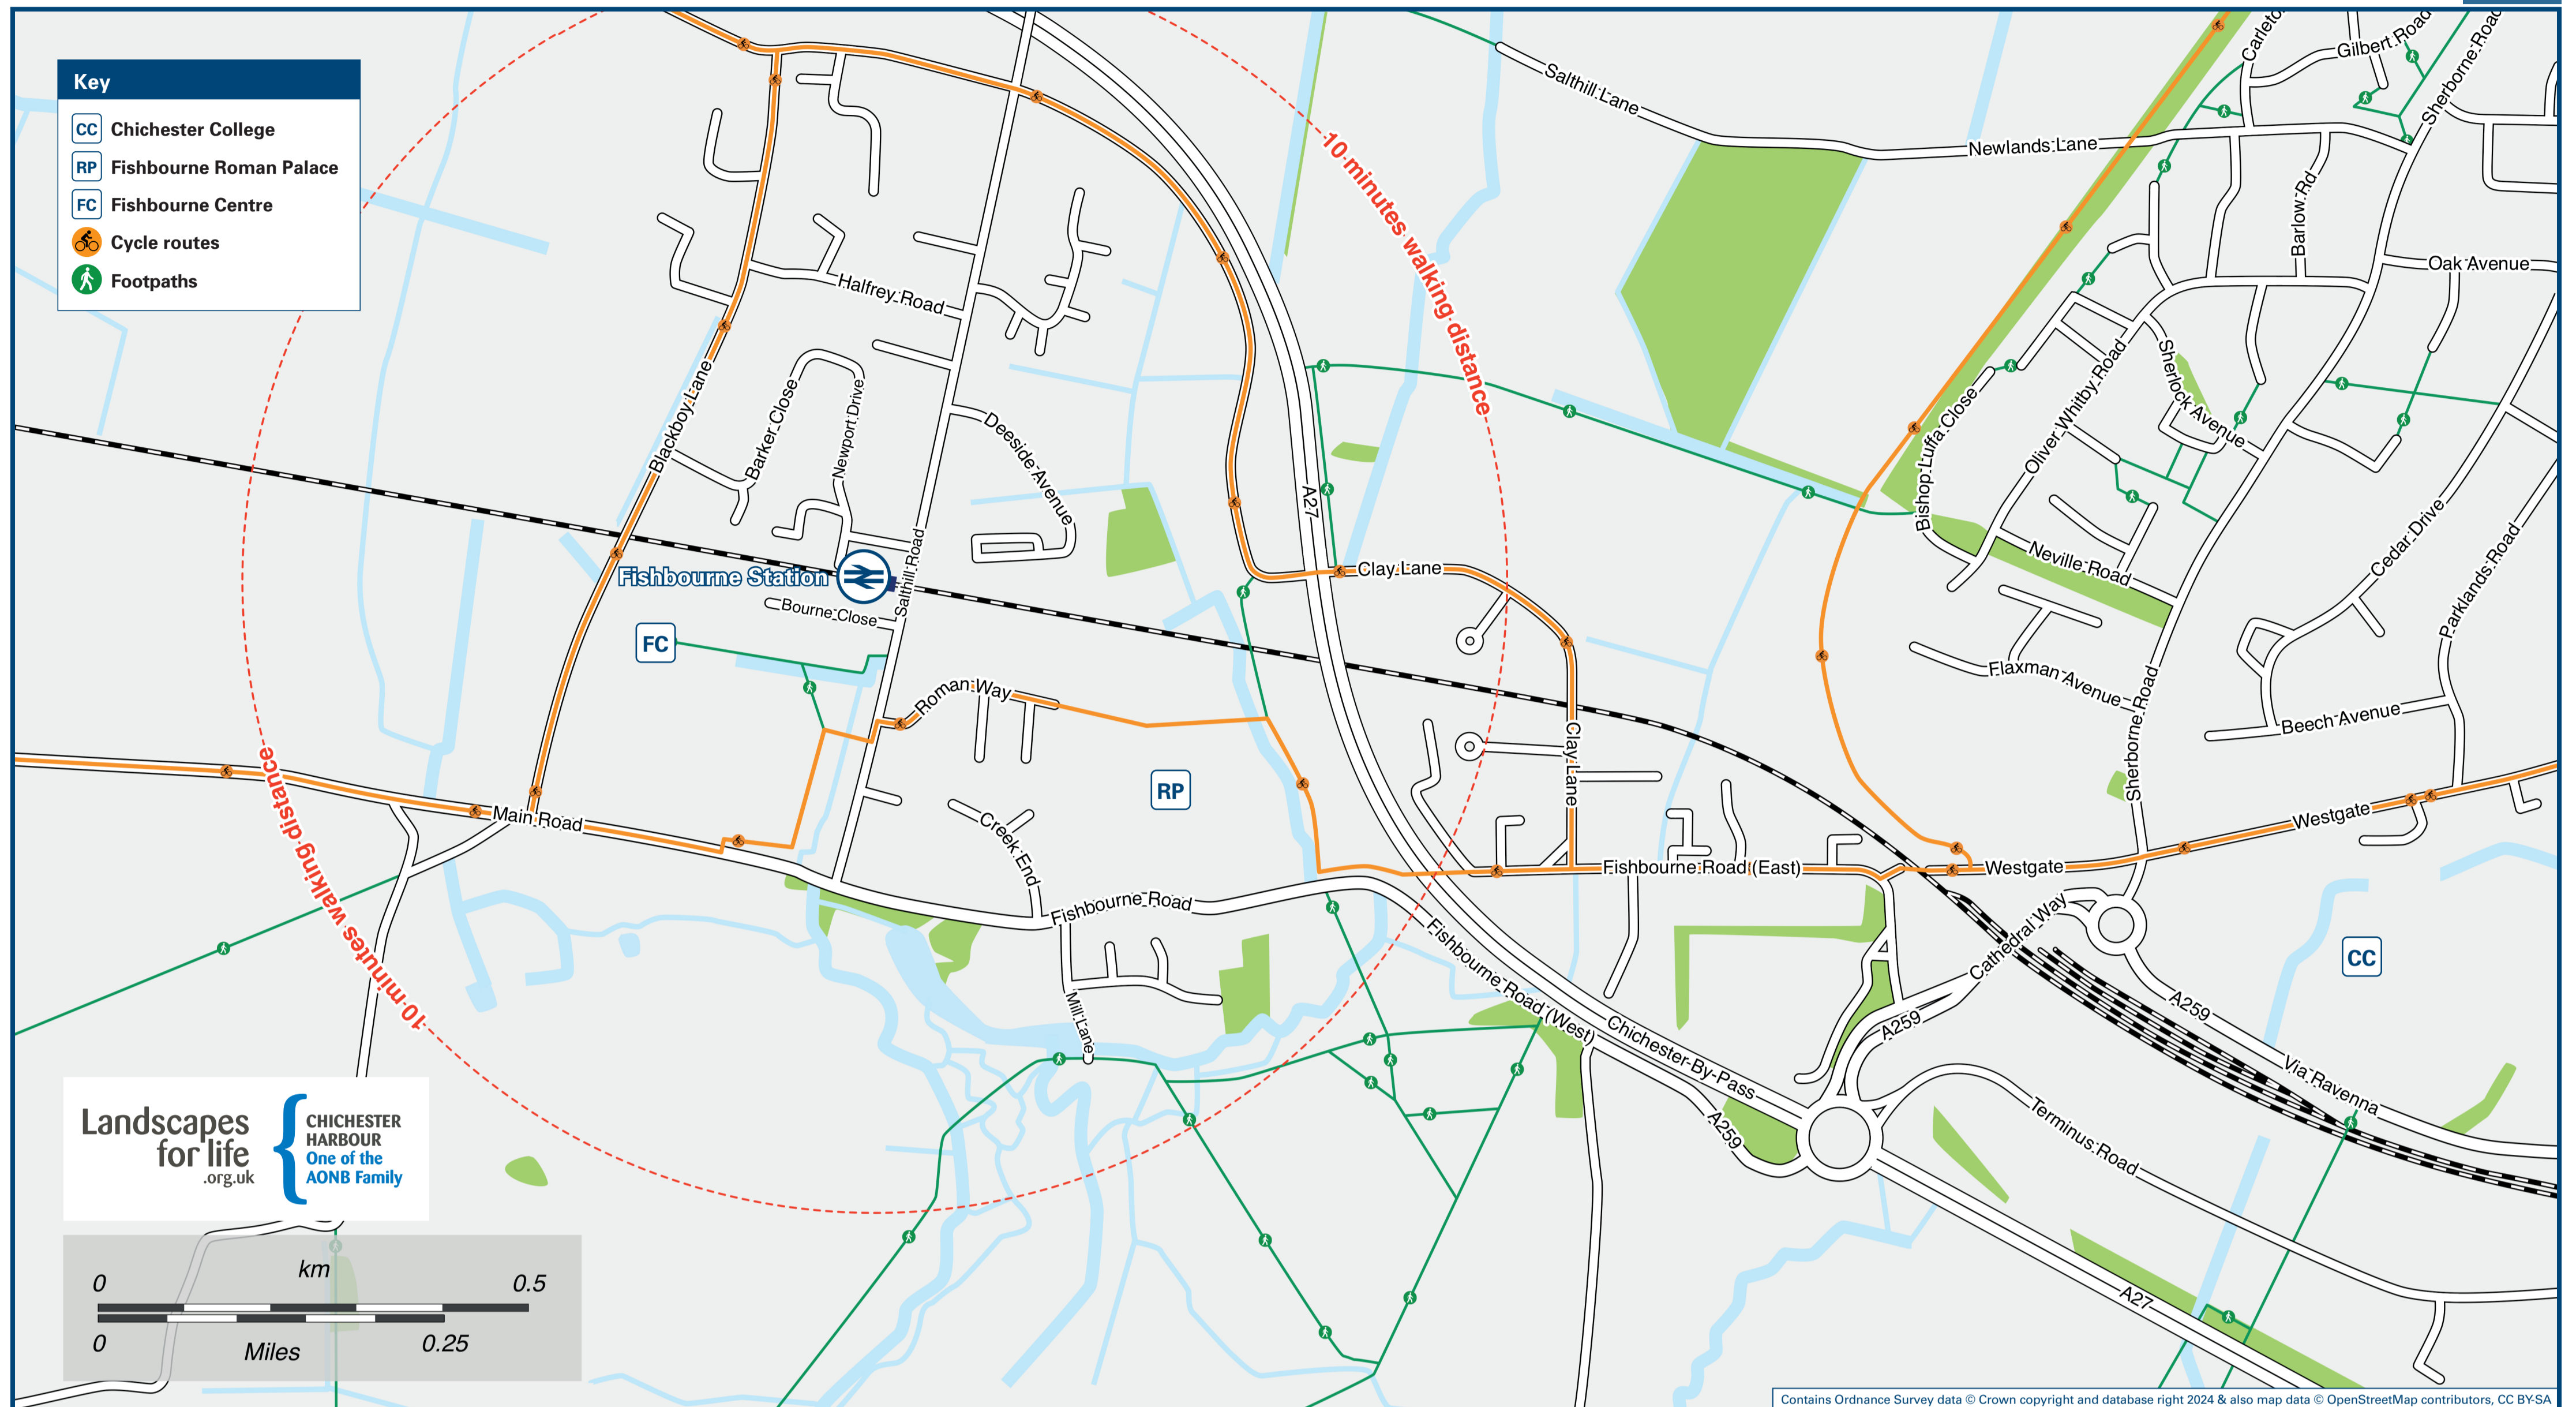 Key
CC Chichester College
RP Fishbourne Roman Palace
FC Fishbourne Centre
Cycle routes
Footpaths
Salthill Lane
Newlands Lane
Gilbert Road
Sherborne Road
Barlow Rd
Oak Avenue
10 minutes walking distance
Halfrey Road
Blackboy Lane
Barker Close
Newport Drive
Deeside Avenue
A27
Bishop Luffa Close
Oliver Whitby Road
Sherlock Avenue
Neville Road
Cedar Drive
Parklands Road
Fishbourne Station
Salthill Road
Bourne Close
Clay Lane
FC
Roman Way
Flaxman Avenue
Sherborne Road
Beech Avenue
Clay Lane
RP
Main Road
Creek End
Westgate
Fishbourne Road (East)
Westgate
Fishbourne Road
10 minutes walking distance
Mill Lane
Fishbourne Road (West)
Chichester-By-Pass
Cathedral Way
A259
A259
CC
Via Ravenna
A259
Terminus Road
A27
Landscapes
for life
.org.uk
CHICHESTER
HARBOUR
One of the
AONB Family
km
0 0.5
0 0.25
Miles
Contains Ordnance Survey data © Crown copyright and database right 2024 & also map data © OpenStreetMap contributors, CC BY-SA